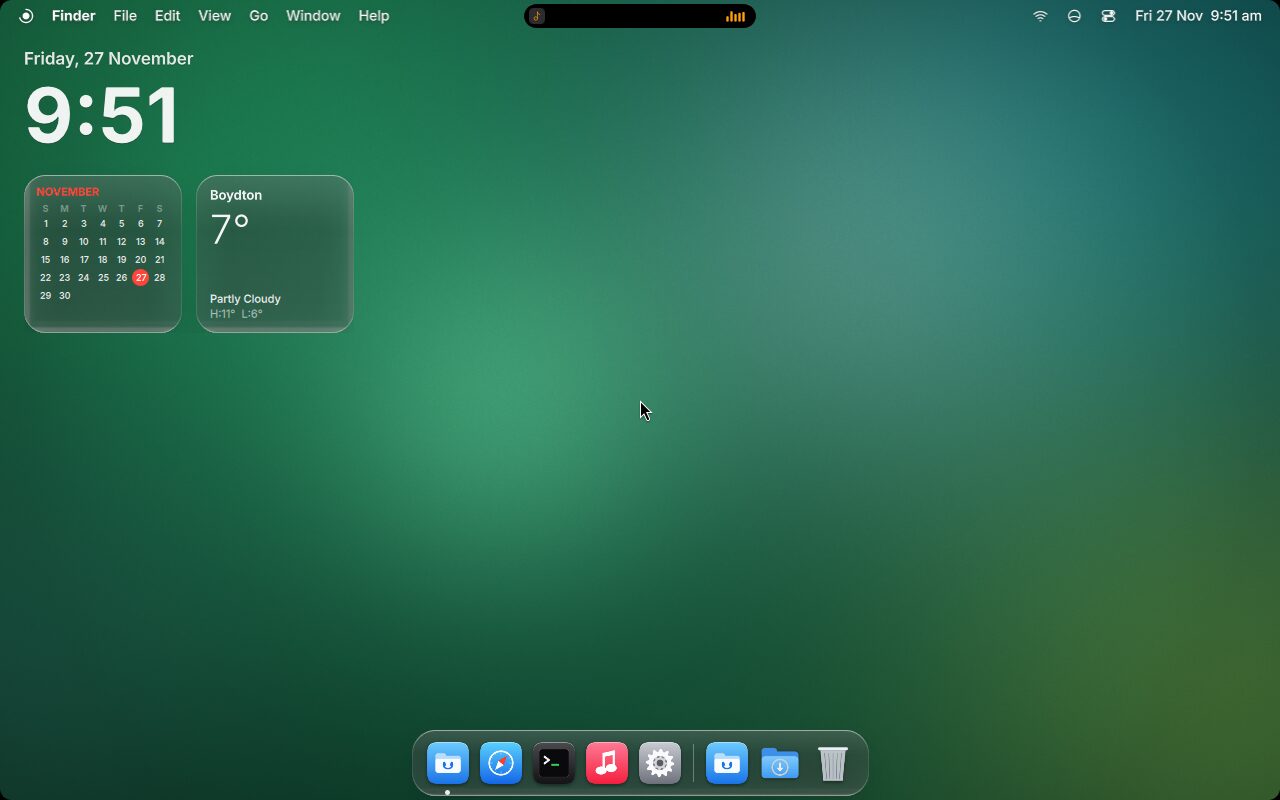 Finder File Edit View Go Window Help
Fri 27 Nov 9:51 am
Friday, 27 November
9:51
NOVEMBER
S M T W T F S
1 2 3 4 5 6 7
8 9 10 11 12 13 14
15 16 17 18 19 20 21
22 23 24 25 26 27 28
29 30
Boydton
7°
Partly Cloudy
H:11° L:6°